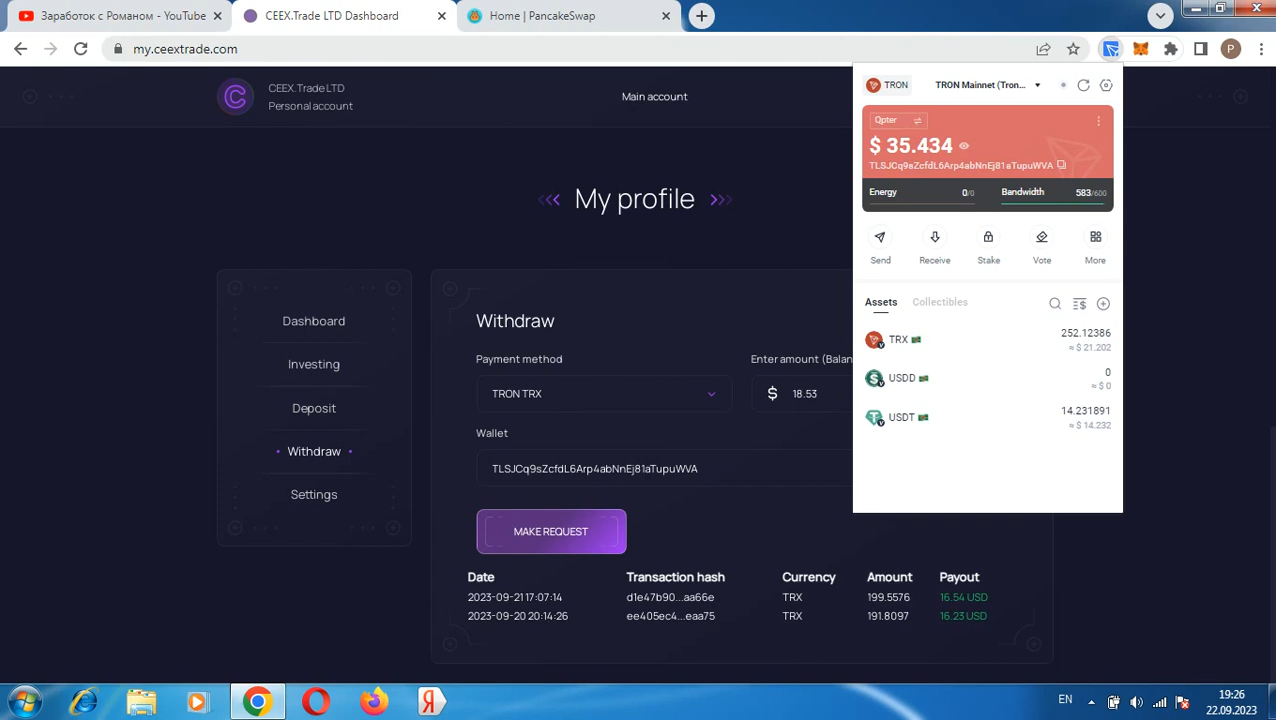 Заработок с Романом - YouTube
CEEX.Trade LTD Dashboard
Home | PancakeSwap
my.ceextrade.com
P
CEEX.Trade LTD
Personal account
Main account
My profile
Dashboard
Investing
Deposit
Withdraw
Settings
Withdraw
Payment method
Enter amount (Balan
TRON TRX
$ 18.53
Wallet
TLSJCq9sZcfdL6Arp4abNnEj81aTupuWVA
MAKE REQUEST
Date Transaction hash Currency Amount Payout
2023-09-21 17:07:14 d1e47b90...aa66e TRX 199.5576 16.54 USD
2023-09-20 20:14:26 ee405ec4...eaa75 TRX 191.8097 16.23 USD
TRON
TRON Mainnet (Tron...
Qpter
$ 35.434
TLSJCq9sZcfdL6Arp4abNnEj81aTupuWVA
Energy 0/0 Bandwidth 583/600
Send Receive Stake Vote More
Assets Collectibles
TRX 252.12386
≈ $ 21.202
USDD 0
≈ $ 0
USDT 14.231891
≈ $ 14.232
EN
19:26
22.09.2023